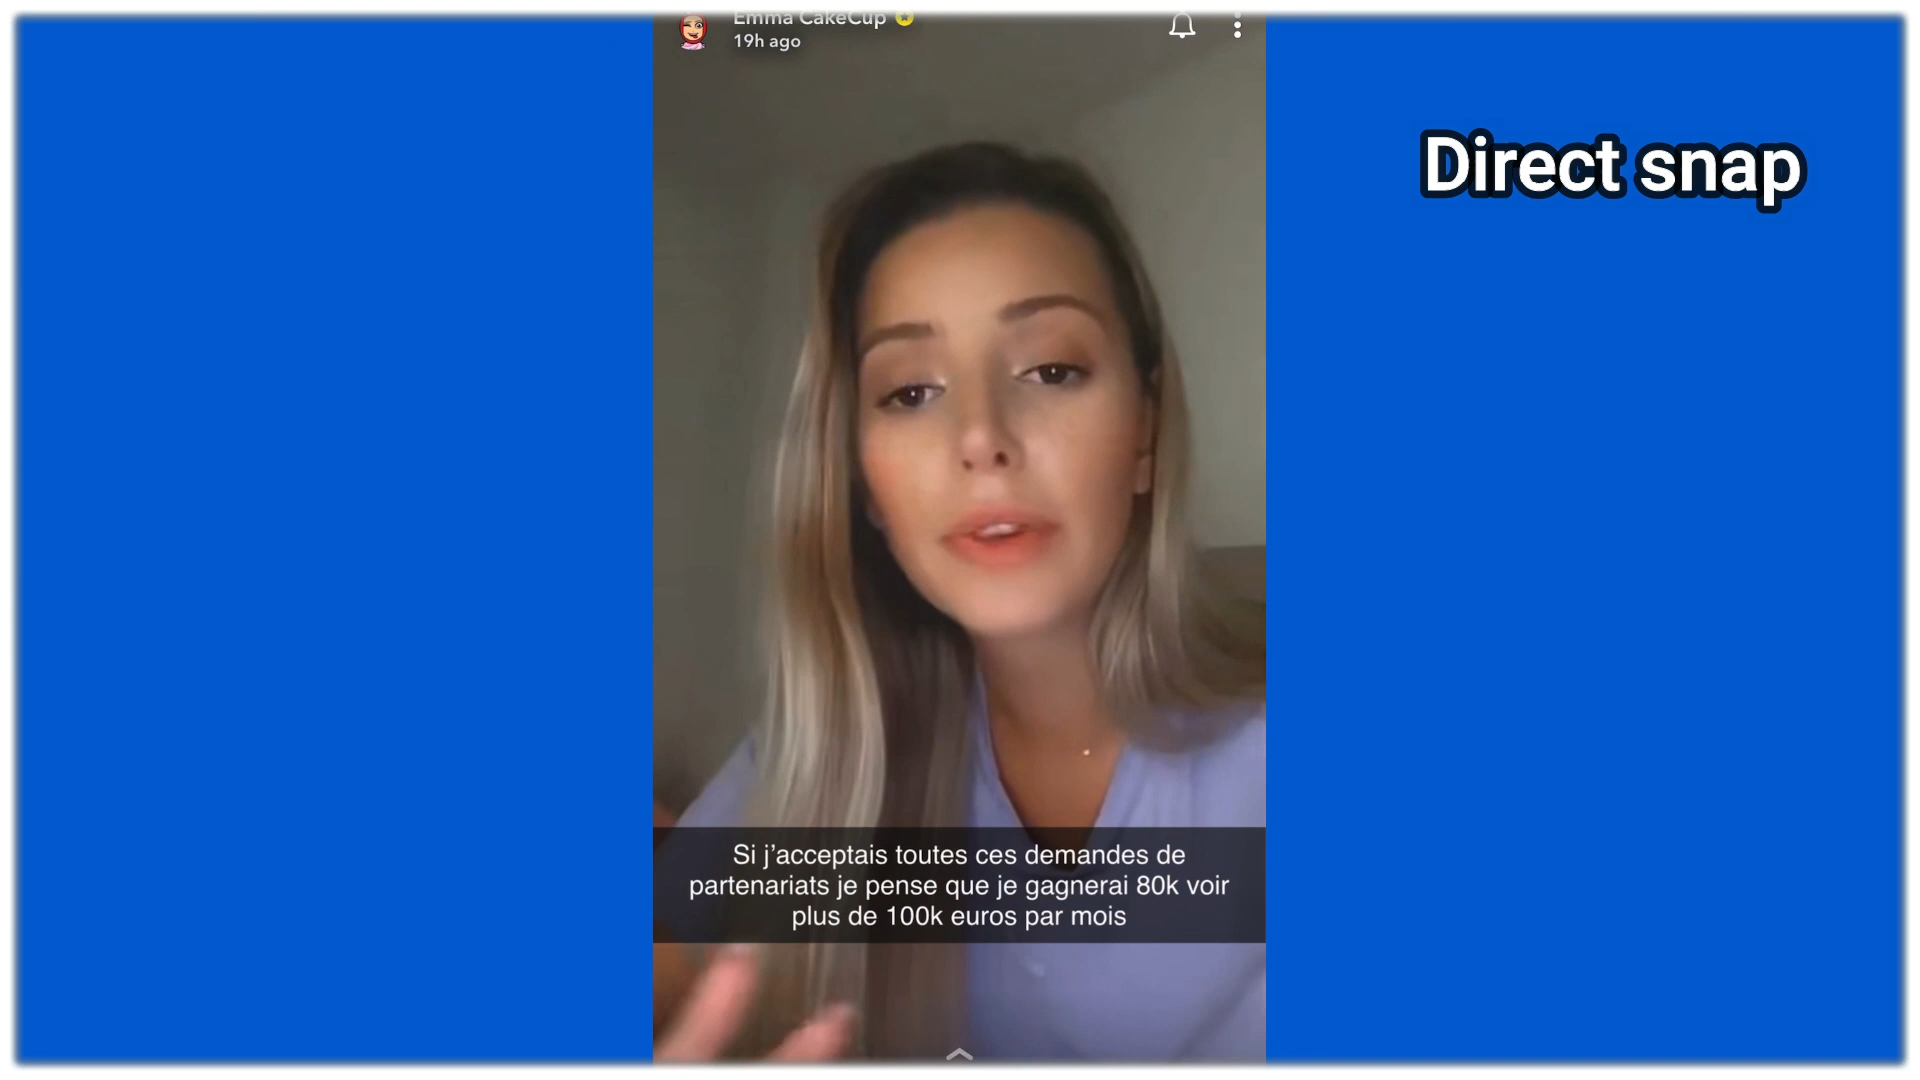 Emma CakeCup
19h ago
Direct snap
Si j’acceptais toutes ces demandes de
partenariats je pense que je gagnerai 80k voir
plus de 100k euros par mois